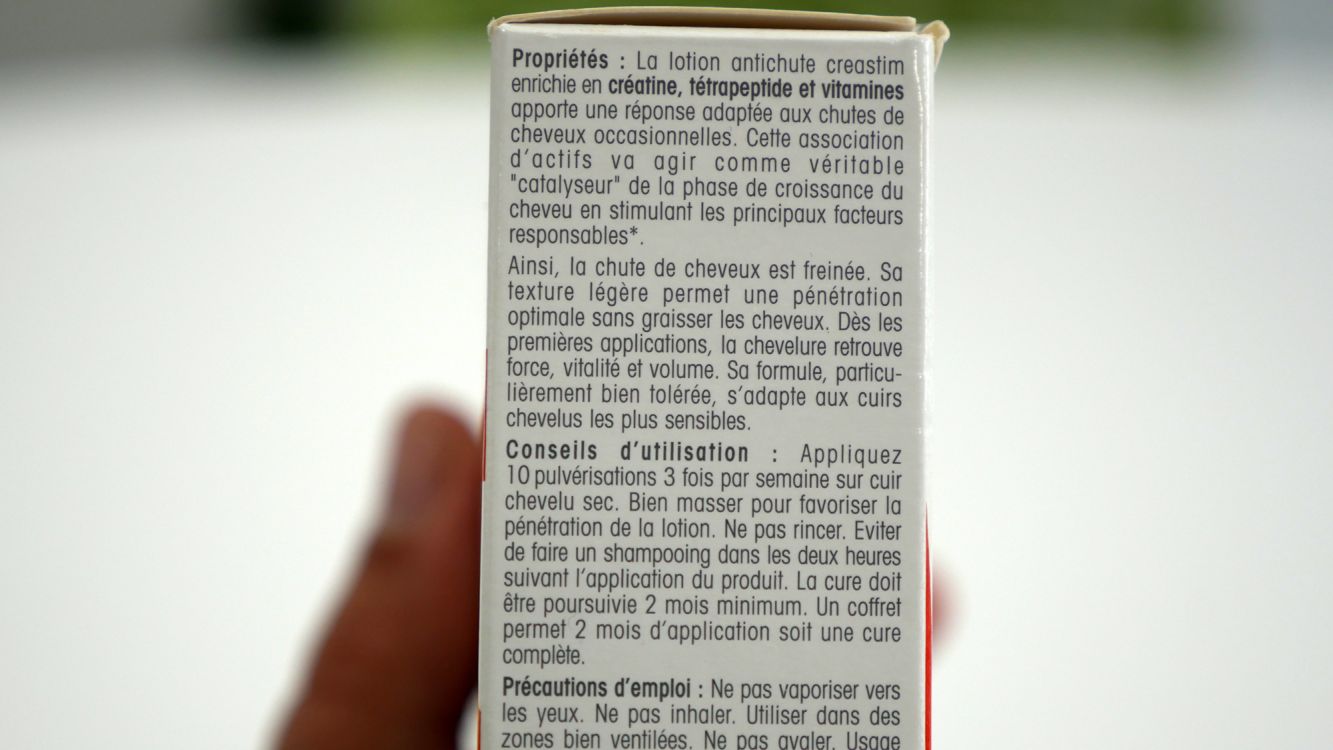 Propriétés : La lotion antichute creastim
enrichie en créatine, tétrapeptide et vitamines
apporte une réponse adaptée aux chutes de
cheveux occasionnelles. Cette association
d'actifs va agir comme véritable
"catalyseur" de la phase de croissance du
cheveu en stimulant les principaux facteurs
responsables*.
Ainsi, la chute de cheveux est freinée. Sa
texture légère permet une pénétration
optimale sans graisser les cheveux. Dès les
premières applications, la chevelure retrouve
force, vitalité et volume. Sa formule, particu-
lièrement bien tolérée, s'adapte aux cuirs
chevelus les plus sensibles.
Conseils d'utilisation : Appliquez
10 pulvérisations 3 fois par semaine sur cuir
chevelu sec. Bien masser pour favoriser la
pénétration de la lotion. Ne pas rincer. Eviter
de faire un shampooing dans les deux heures
suivant l'application du produit. La cure doit
être poursuivie 2 mois minimum. Un coffret
permet 2 mois d'application soit une cure
complète.
Précautions d'emploi : Ne pas vaporiser vers
les yeux. Ne pas inhaler. Utiliser dans des
zones bien ventilées. Ne pas avaler. Usage